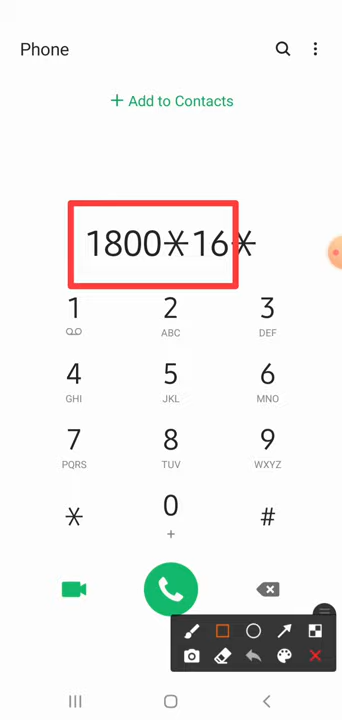 Phone
+ Add to Contacts
1800*16*
1 2 3
ABC DEF
4 5 6
GHI JKL MNO
7 8 9
PQRS TUV WXYZ
* 0 #
+